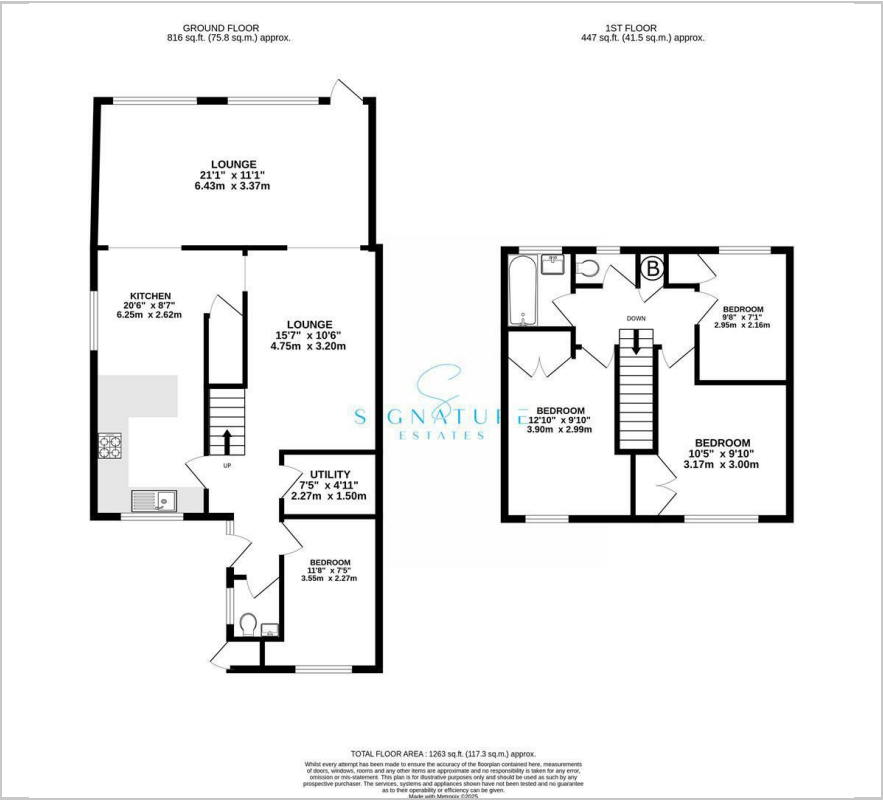 GROUND FLOOR
816 sq.ft. (75.8 sq.m.) approx.
1ST FLOOR
447 sq.ft. (41.5 sq.m.) approx.
LOUNGE
21'1" x 11'1"
6.43m x 3.37m
KITCHEN
20'6" x 8'7"
6.25m x 2.62m
LOUNGE
15'7" x 10'6"
4.75m x 3.20m
UP
UTILITY
7'5" x 4'11"
2.27m x 1.50m
BEDROOM
11'8" x 7'5"
3.55m x 2.27m
B
DOWN
BEDROOM
9'8" x 7'1"
2.95m x 2.16m
BEDROOM
12'10" x 9'10"
3.90m x 2.99m
BEDROOM
10'5" x 9'10"
3.17m x 3.00m
S
SIGNATURE
ESTATES
TOTAL FLOOR AREA : 1263 sq.ft. (117.3 sq.m.) approx.
Whilst every attempt has been made to ensure the accuracy of the floorplan contained here, measurements
of doors, windows, rooms and any other items are approximate and no responsibility is taken for any error,
omission or mis-statement. This plan is for illustrative purposes only and should be used as such by any
prospective purchaser. The services, systems and appliances shown have not been tested and no guarantee
as to their operability or efficiency can be given.
Made with Metropix ©2025